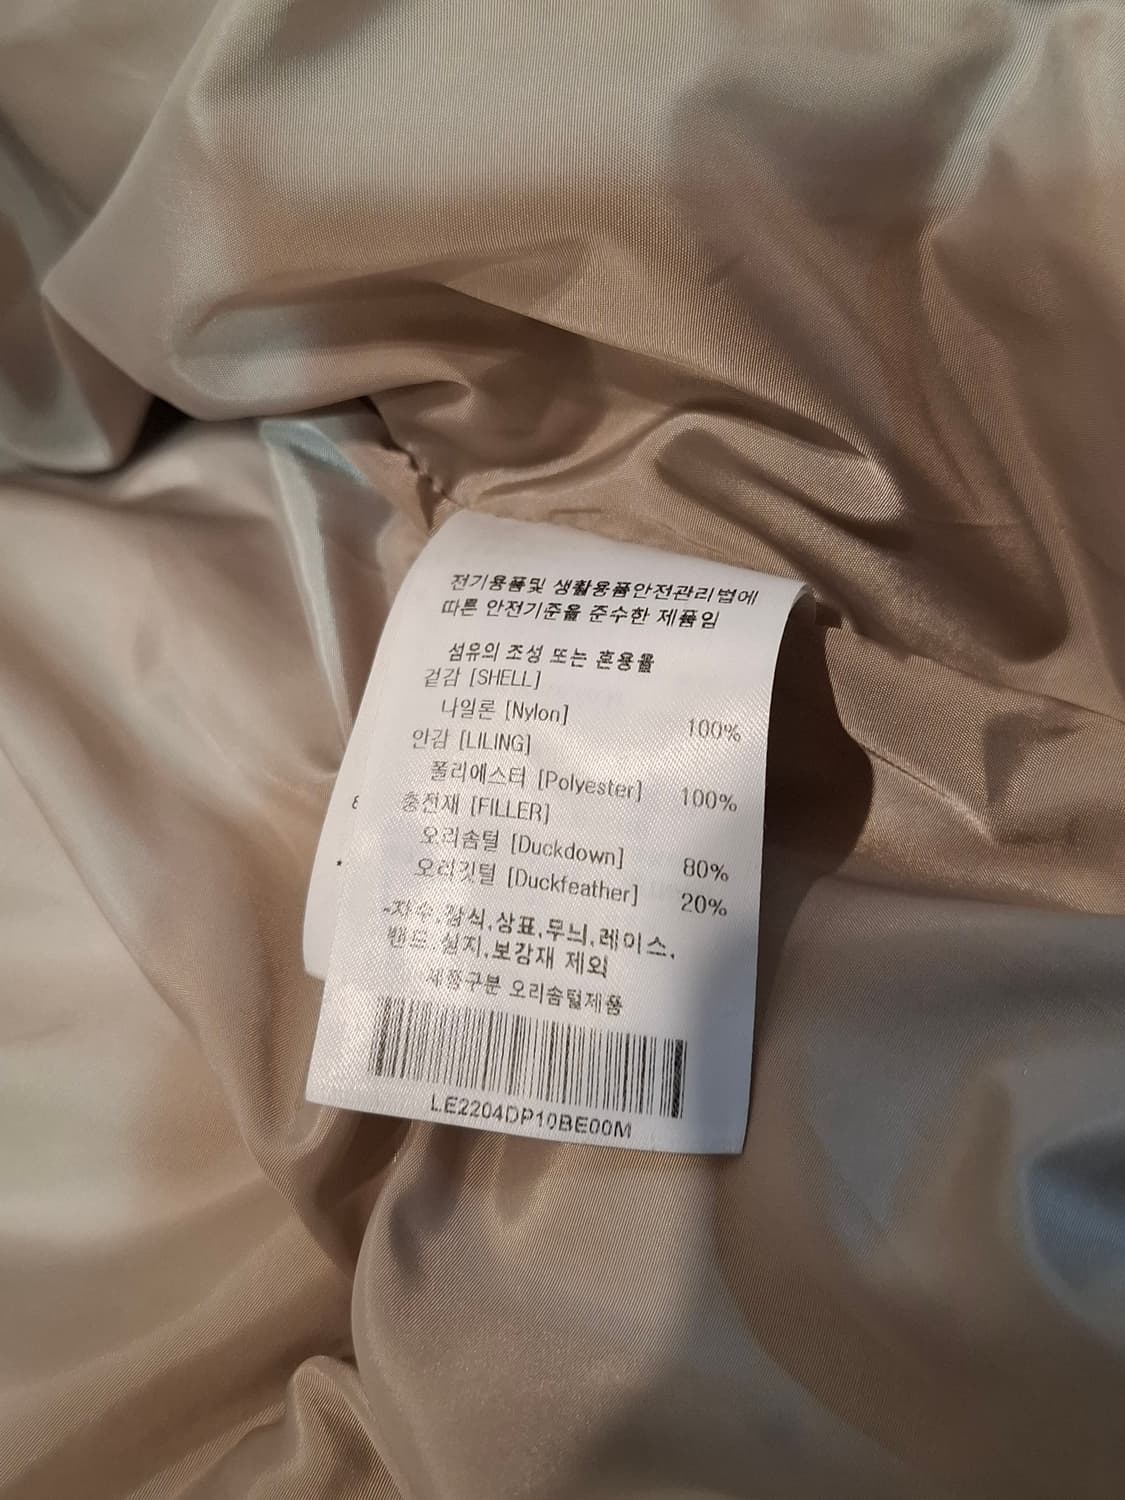 전기용품및 생활용품안전관리법에
따른 안전기준을 준수한 제품임
섬유의 조성 또는 혼용율
겉감 [SHELL]
나일론 [Nylon] 100%
안감 [LILING]
폴리에스터 [Polyester] 100%
충전재 [FILLER]
오리솜털 [Duckdown] 80%
오리깃털 [Duckfeather] 20%
-자수,장식,상표,무늬,레이스,
밴드, 심지,보강재 제외
제품구분 오리솜털제품
LE2204DP10BE00M